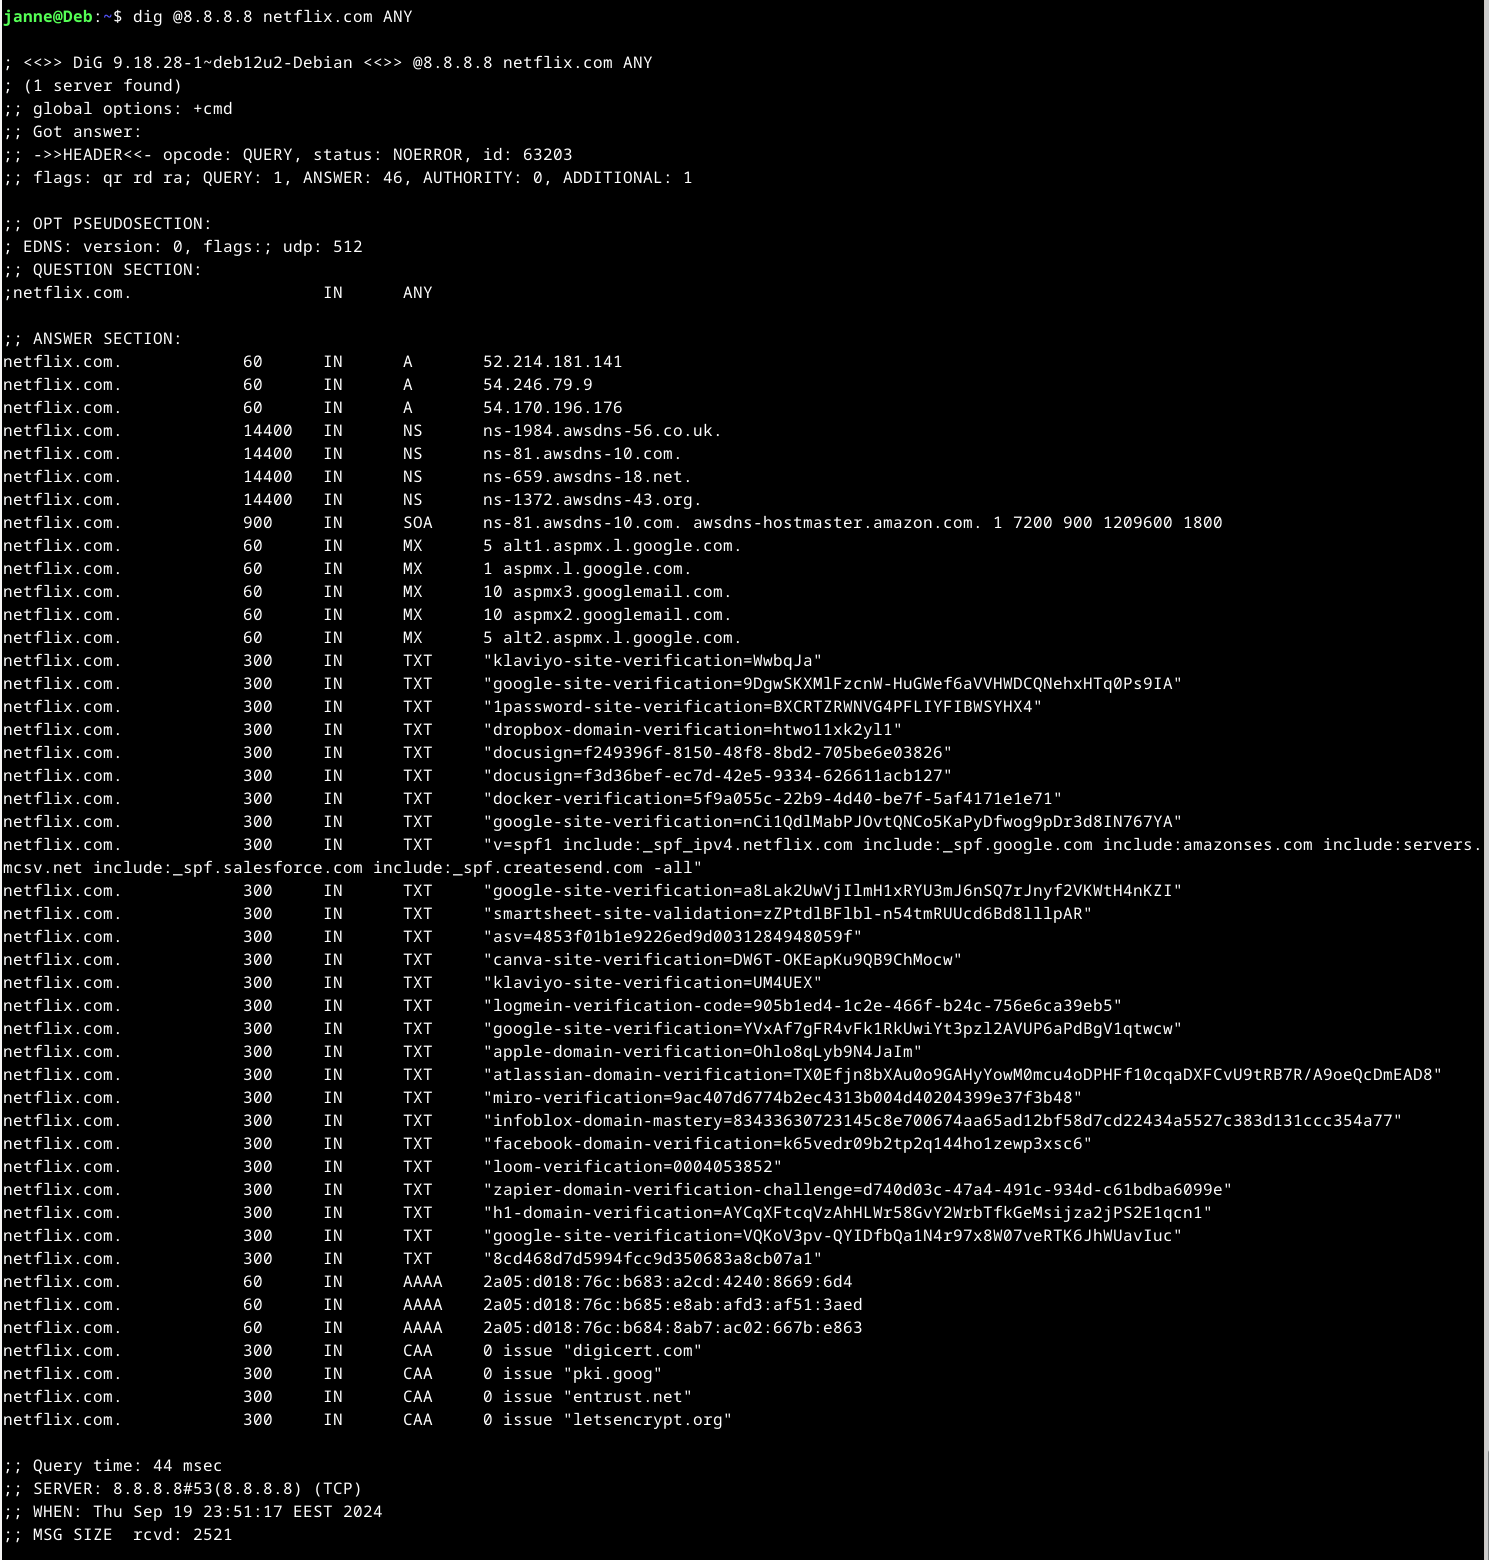 janne@Deb:~$ dig @8.8.8.8 netflix.com ANY

; <<>> DiG 9.18.28-1~deb12u2-Debian <<>> @8.8.8.8 netflix.com ANY
; (1 server found)
;; global options: +cmd
;; Got answer:
;; ->>HEADER<<- opcode: QUERY, status: NOERROR, id: 63203
;; flags: qr rd ra; QUERY: 1, ANSWER: 46, AUTHORITY: 0, ADDITIONAL: 1

;; OPT PSEUDOSECTION:
; EDNS: version: 0, flags:; udp: 512
;; QUESTION SECTION:
;netflix.com.                   IN      ANY

;; ANSWER SECTION:
netflix.com.            60      IN      A       52.214.181.141
netflix.com.            60      IN      A       54.246.79.9
netflix.com.            60      IN      A       54.170.196.176
netflix.com.            14400   IN      NS      ns-1984.awsdns-56.co.uk.
netflix.com.            14400   IN      NS      ns-81.awsdns-10.com.
netflix.com.            14400   IN      NS      ns-659.awsdns-18.net.
netflix.com.            14400   IN      NS      ns-1372.awsdns-43.org.
netflix.com.            900     IN      SOA     ns-81.awsdns-10.com. awsdns-hostmaster.amazon.com. 1 7200 900 1209600 1800
netflix.com.            60      IN      MX      5 alt1.aspmx.l.google.com.
netflix.com.            60      IN      MX      1 aspmx.l.google.com.
netflix.com.            60      IN      MX      10 aspmx3.googlemail.com.
netflix.com.            60      IN      MX      10 aspmx2.googlemail.com.
netflix.com.            60      IN      MX      5 alt2.aspmx.l.google.com.
netflix.com.            300     IN      TXT     "klaviyo-site-verification=WwbqJa"
netflix.com.            300     IN      TXT     "google-site-verification=9DgwSKXMlFzcnW-HuGWef6aVVHWDCQNehxHTq0Ps9IA"
netflix.com.            300     IN      TXT     "1password-site-verification=BXCRTZRWNVG4PFLIYFIBWSYHX4"
netflix.com.            300     IN      TXT     "dropbox-domain-verification=htwo11xk2yl1"
netflix.com.            300     IN      TXT     "docusign=f249396f-8150-48f8-8bd2-705be6e03826"
netflix.com.            300     IN      TXT     "docusign=f3d36bef-ec7d-42e5-9334-626611acb127"
netflix.com.            300     IN      TXT     "docker-verification=5f9a055c-22b9-4d40-be7f-5af4171e1e71"
netflix.com.            300     IN      TXT     "google-site-verification=nCi1QdlMabPJOvtQNCo5KaPyDfwog9pDr3d8IN767YA"
netflix.com.            300     IN      TXT     "v=spf1 include:_spf_ipv4.netflix.com include:_spf.google.com include:amazonses.com include:servers.
mcsv.net include:_spf.salesforce.com include:_spf.createsend.com -all"
netflix.com.            300     IN      TXT     "google-site-verification=a8Lak2UwVjIlmH1xRYU3mJ6nSQ7rJnyf2VKWtH4nKZI"
netflix.com.            300     IN      TXT     "smartsheet-site-validation=zZPtdlBFlbl-n54tmRUUcd6Bd8lllpAR"
netflix.com.            300     IN      TXT     "asv=4853f01b1e9226ed9d0031284948059f"
netflix.com.            300     IN      TXT     "canva-site-verification=DW6T-OKEapKu9QB9ChMocw"
netflix.com.            300     IN      TXT     "klaviyo-site-verification=UM4UEX"
netflix.com.            300     IN      TXT     "logmein-verification-code=905b1ed4-1c2e-466f-b24c-756e6ca39eb5"
netflix.com.            300     IN      TXT     "google-site-verification=YVxAf7gFR4vFk1RkUwiYt3pzl2AVUP6aPdBgV1qtwcw"
netflix.com.            300     IN      TXT     "apple-domain-verification=Ohlo8qLyb9N4JaIm"
netflix.com.            300     IN      TXT     "atlassian-domain-verification=TX0Efjn8bXAu0o9GAHyYowM0mcu4oDPHFf10cqaDXFCvU9tRB7R/A9oeQcDmEAD8"
netflix.com.            300     IN      TXT     "miro-verification=9ac407d6774b2ec4313b004d40204399e37f3b48"
netflix.com.            300     IN      TXT     "infoblox-domain-mastery=83433630723145c8e700674aa65ad12bf58d7cd22434a5527c383d131ccc354a77"
netflix.com.            300     IN      TXT     "facebook-domain-verification=k65vedr09b2tp2q144ho1zewp3xsc6"
netflix.com.            300     IN      TXT     "loom-verification=0004053852"
netflix.com.            300     IN      TXT     "zapier-domain-verification-challenge=d740d03c-47a4-491c-934d-c61bdba6099e"
netflix.com.            300     IN      TXT     "h1-domain-verification=AYCqXFtcqVzAhHLWr58GvY2WrbTfkGeMsijza2jPS2E1qcn1"
netflix.com.            300     IN      TXT     "google-site-verification=VQKoV3pv-QYIDfbQa1N4r97x8W07veRTK6JhWUavIuc"
netflix.com.            300     IN      TXT     "8cd468d7d5994fcc9d350683a8cb07a1"
netflix.com.            60      IN      AAAA    2a05:d018:76c:b683:a2cd:4240:8669:6d4
netflix.com.            60      IN      AAAA    2a05:d018:76c:b685:e8ab:afd3:af51:3aed
netflix.com.            60      IN      AAAA    2a05:d018:76c:b684:8ab7:ac02:667b:e863
netflix.com.            300     IN      CAA     0 issue "digicert.com"
netflix.com.            300     IN      CAA     0 issue "pki.goog"
netflix.com.            300     IN      CAA     0 issue "entrust.net"
netflix.com.            300     IN      CAA     0 issue "letsencrypt.org"

;; Query time: 44 msec
;; SERVER: 8.8.8.8#53(8.8.8.8) (TCP)
;; WHEN: Thu Sep 19 23:51:17 EEST 2024
;; MSG SIZE  rcvd: 2521